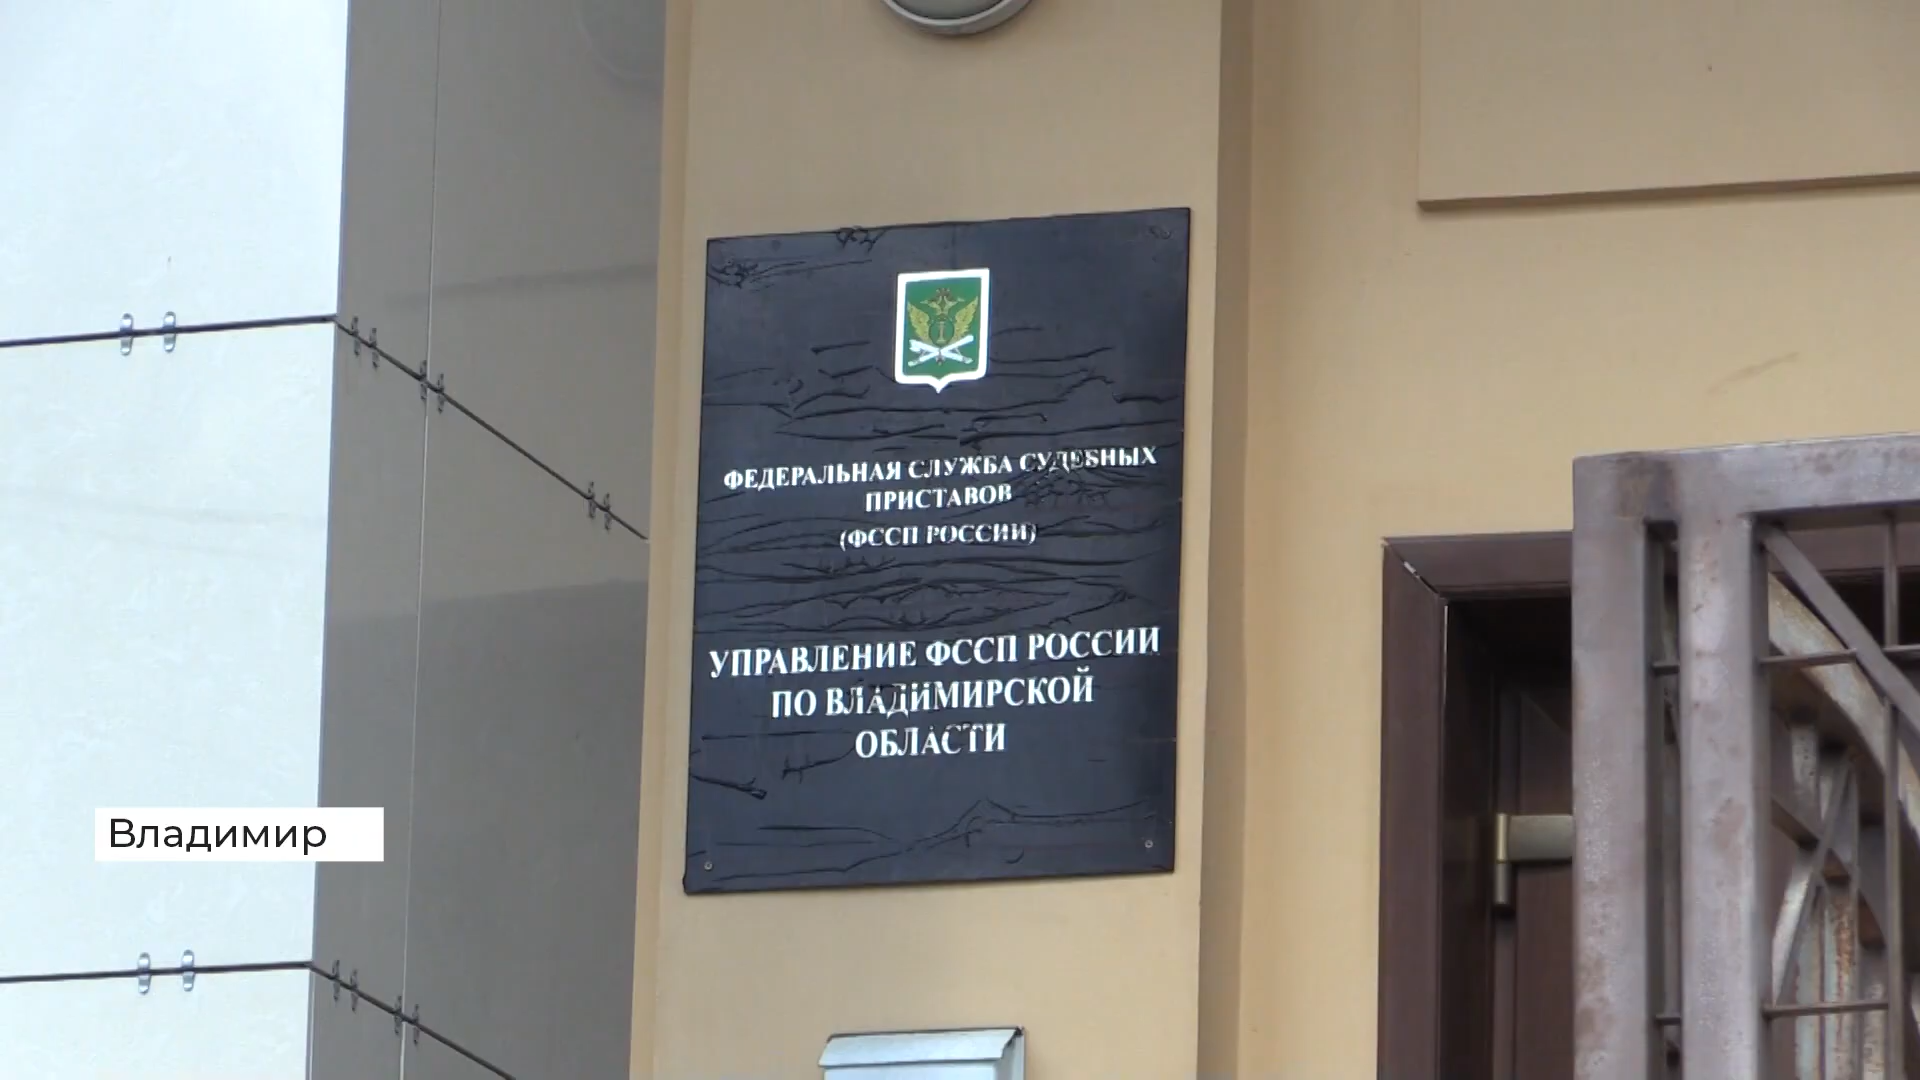 ФЕДЕРАЛЬНАЯ СЛУЖБА СУДЕБНЫХ
ПРИСТАВОВ
(ФССП РОССИИ)
УПРАВЛЕНИЕ ФССП РОССИИ
ПО ВЛАДИМИРСКОЙ
ОБЛАСТИ
Владимир